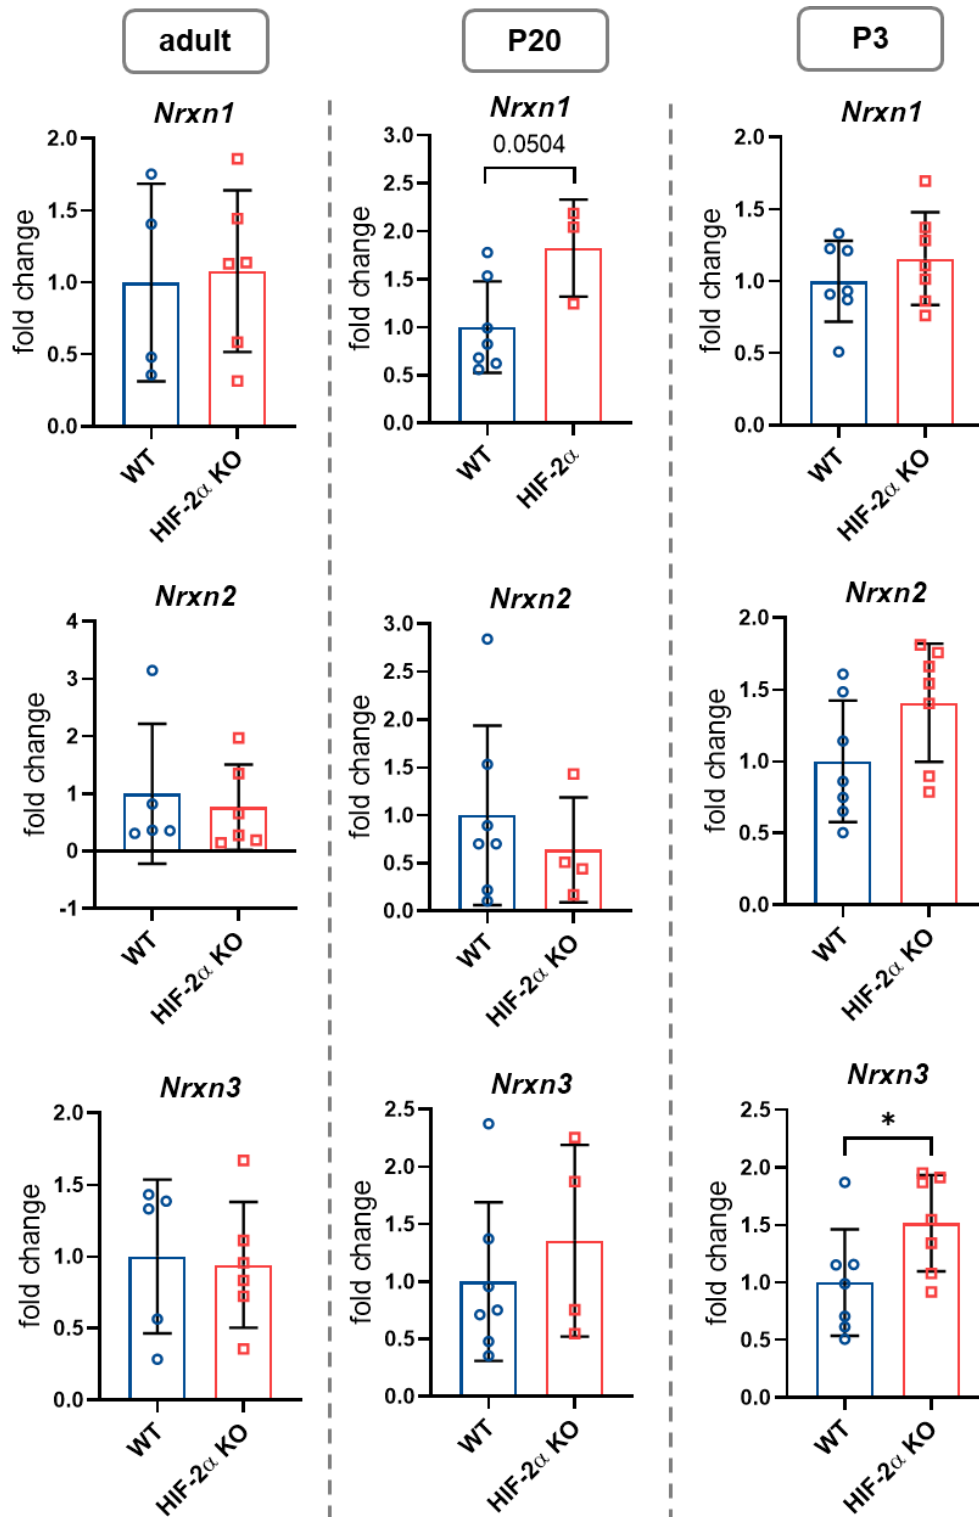 adult
P20
P3
Nrxn1
fold change
2.0
1.5
1.0
0.5
0.0
WT
HIF-2α KO
Nrxn1
0.0504
fold change
3.0
2.5
2.0
1.5
1.0
0.5
0.0
WT
HIF-2α
Nrxn1
fold change
2.0
1.5
1.0
0.5
0.0
WT
HIF-2α KO
Nrxn2
fold change
4
3
2
1
0
-1
WT
HIF-2α KO
Nrxn2
fold change
3.0
2.5
2.0
1.5
1.0
0.5
0.0
WT
HIF-2α KO
Nrxn2
fold change
2.0
1.5
1.0
0.5
0.0
WT
HIF-2α KO
Nrxn3
fold change
2.0
1.5
1.0
0.5
0.0
WT
HIF-2α KO
Nrxn3
fold change
2.5
2.0
1.5
1.0
0.5
0.0
WT
HIF-2α KO
Nrxn3
*
fold change
2.5
2.0
1.5
1.0
0.5
0.0
WT
HIF-2α KO